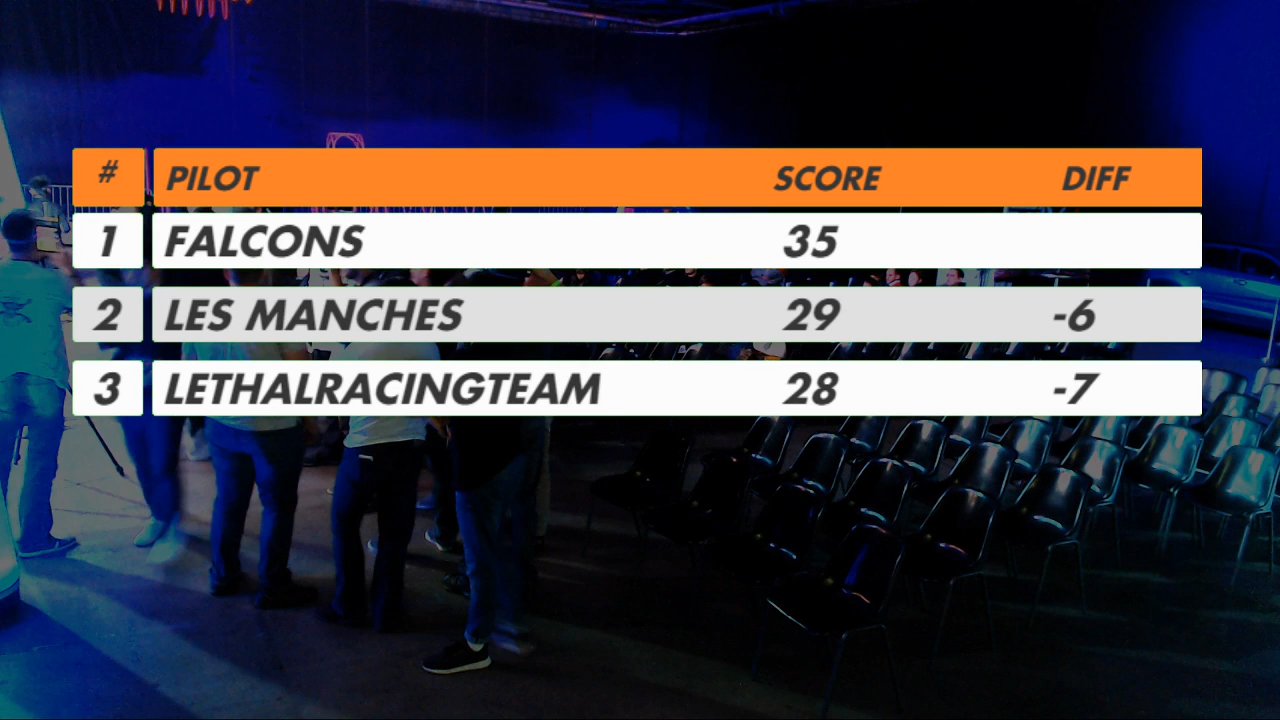 # PILOT SCORE DIFF
1 FALCONS 35
2 LES MANCHES 29 -6
3 LETHALRACINGTEAM 28 -7